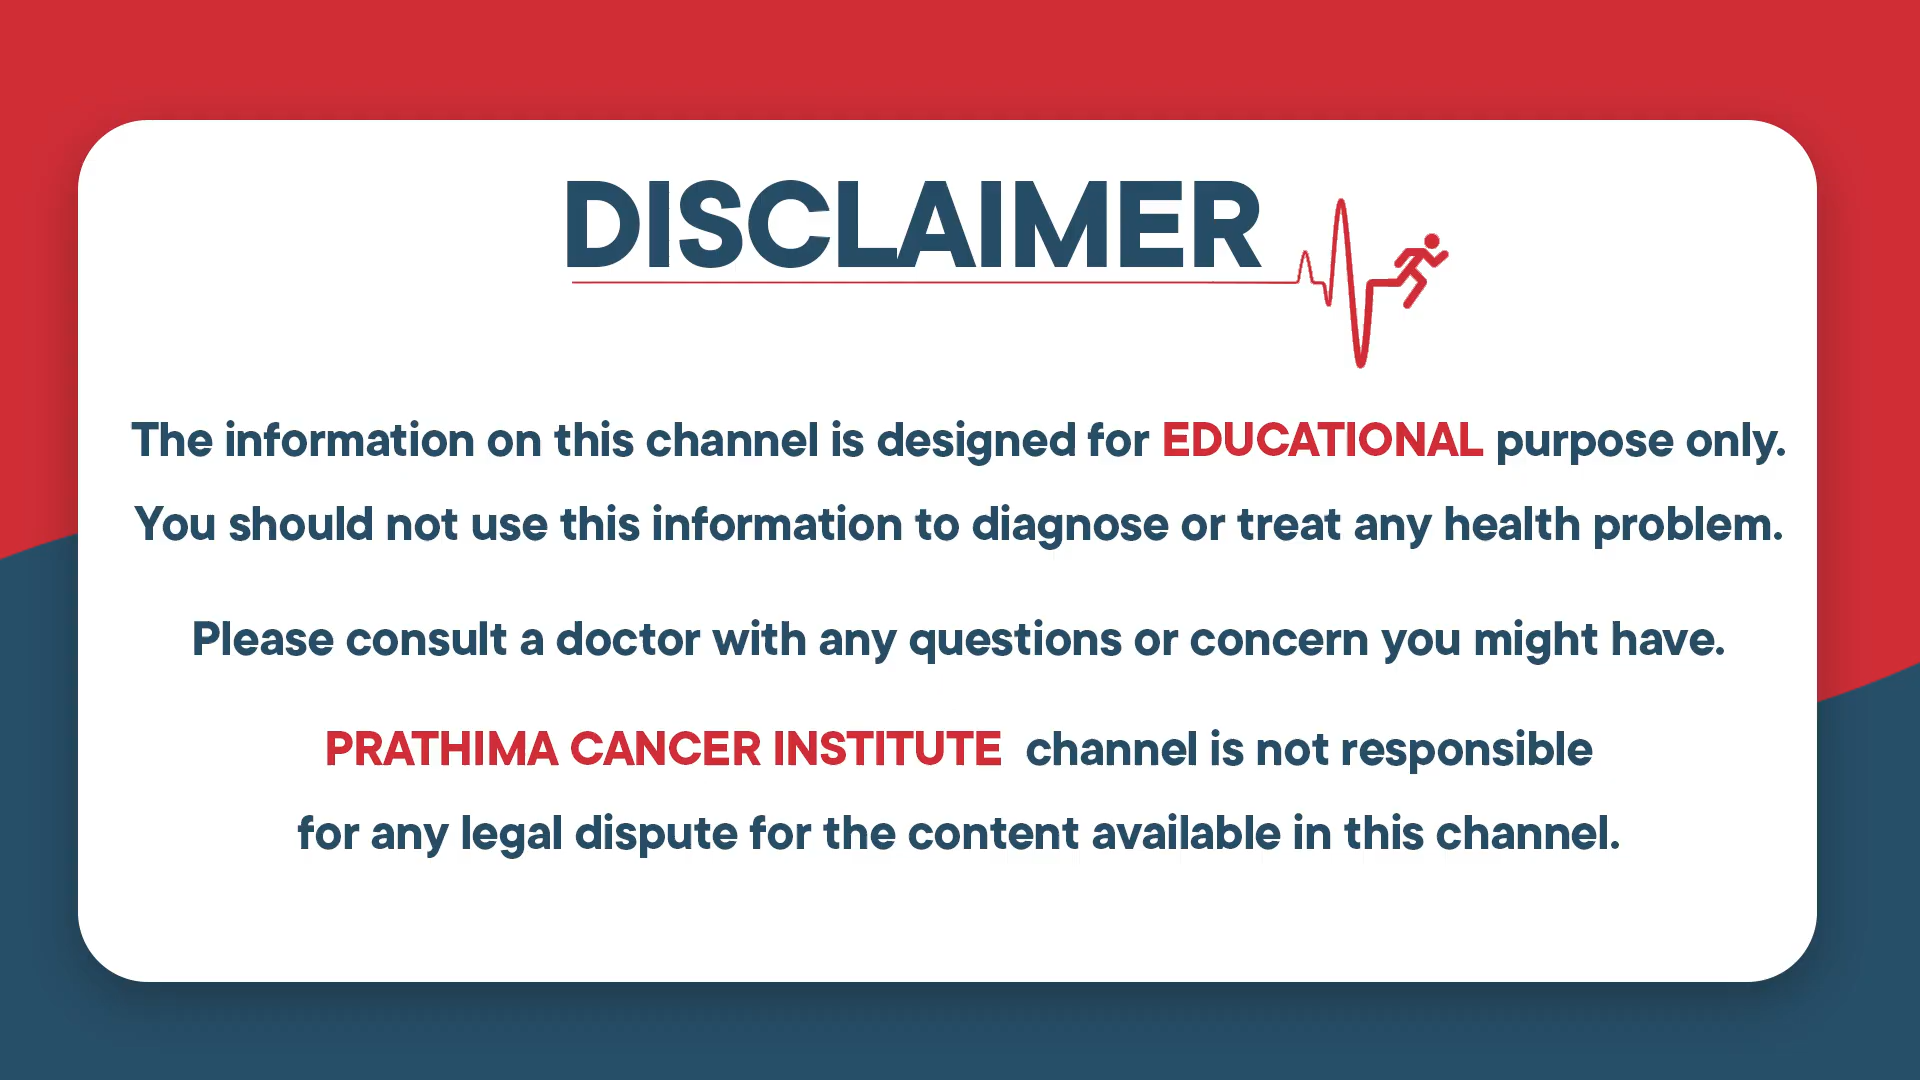 DISCLAIMER
The information on this channel is designed for EDUCATIONAL purpose only.
You should not use this information to diagnose or treat any health problem.
Please consult a doctor with any questions or concern you might have.
PRATHIMA CANCER INSTITUTE channel is not responsible
for any legal dispute for the content available in this channel.